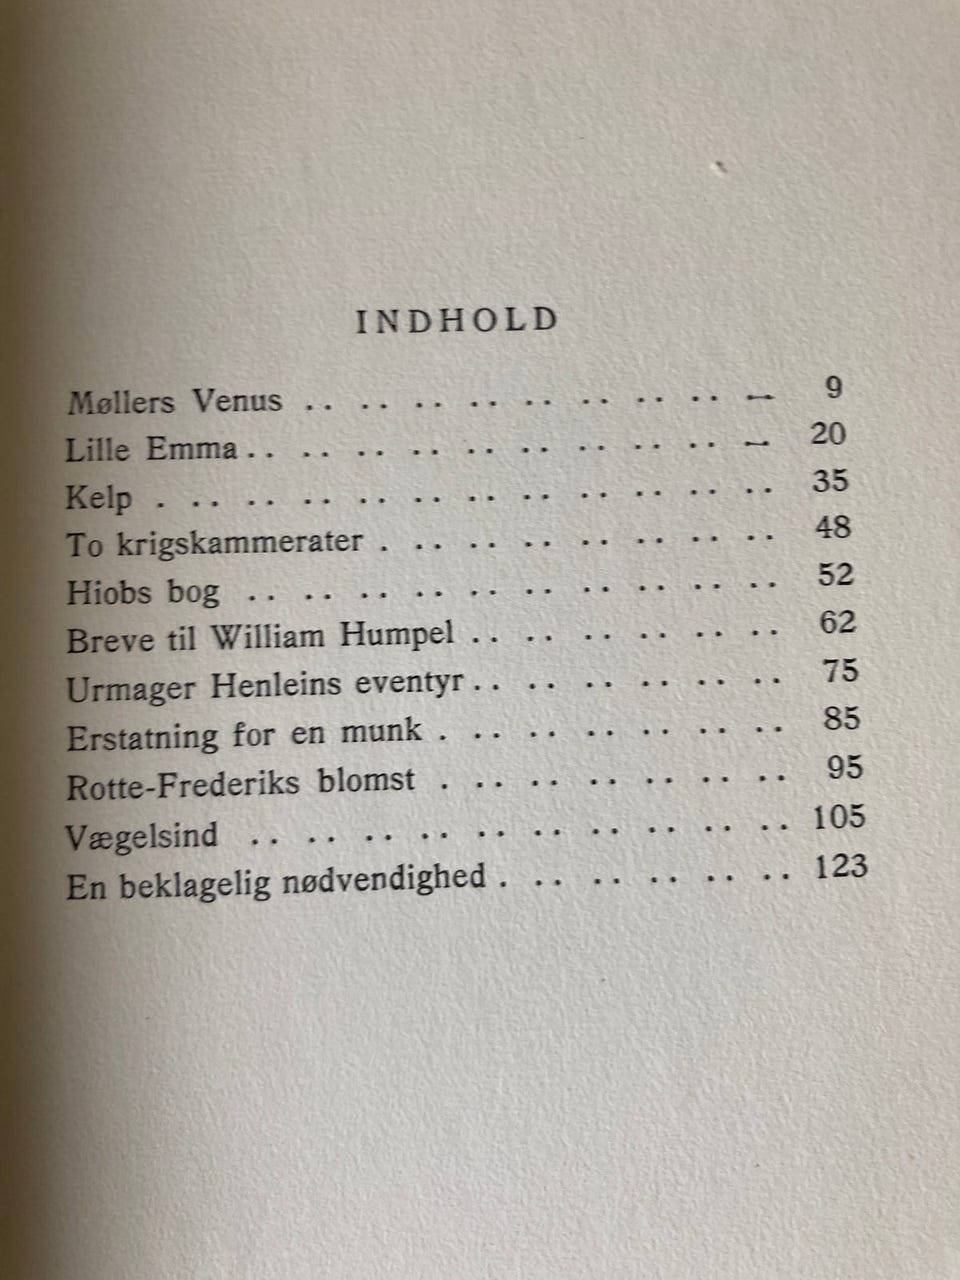 INDHOLD
Møllers Venus .. .. .. .. .. .. .. .. .. 9
Lille Emma .. .. .. .. .. .. .. .. .. .. 20
Kelp . .. .. .. .. .. .. .. .. .. .. .. 35
To krigskammerater . .. .. .. .. .. .. .. 48
Hiobs bog .. .. .. .. .. .. .. .. .. .. 52
Breve til William Humpel .. .. .. .. .. .. 62
Urmager Henleins eventyr .. .. .. .. .. .. 75
Erstatning for en munk . .. .. .. .. .. .. 85
Rotte-Frederiks blomst . .. .. .. .. .. .. 95
Vægelsind .. .. .. .. .. .. .. .. .. .. 105
En beklagelig nødvendighed . .. .. .. .. .. 123